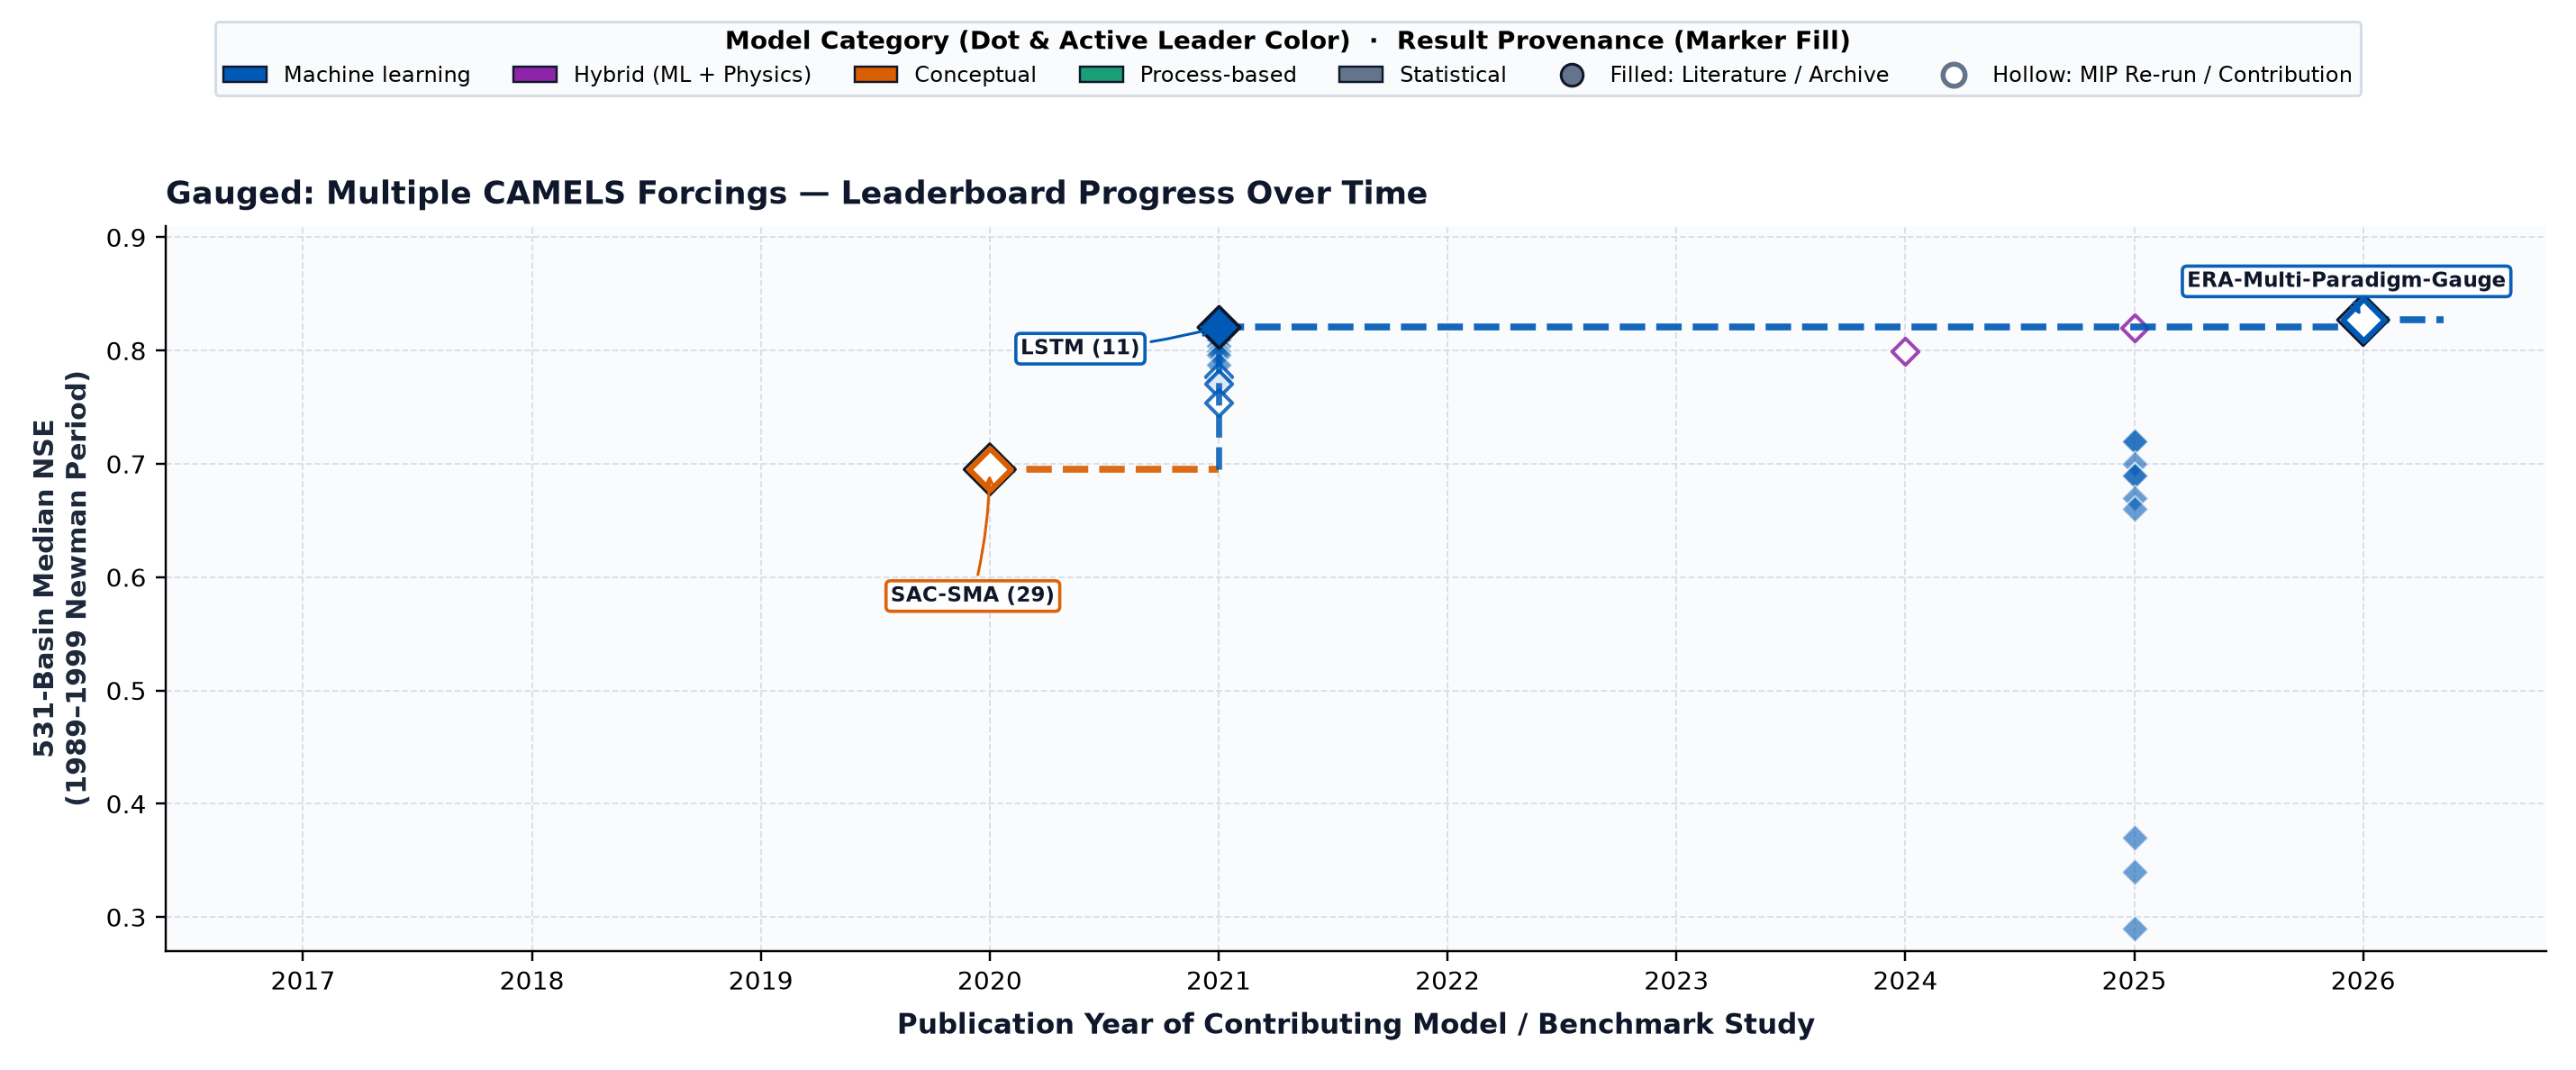 Model Category (Dot & Active Leader Color)  ·  Result Provenance (Marker Fill)
Machine learning
Hybrid (ML + Physics)
Conceptual
Process-based
Statistical
Filled: Literature / Archive
Hollow: MIP Re-run / Contribution
Gauged: Multiple CAMELS Forcings — Leaderboard Progress Over Time
531-Basin Median NSE
(1989–1999 Newman Period)
0.9
0.8
0.7
0.6
0.5
0.4
0.3
ERA-Multi-Paradigm-Gauge
LSTM (11)
SAC-SMA (29)
2017
2018
2019
2020
2021
2022
2023
2024
2025
2026
Publication Year of Contributing Model / Benchmark Study